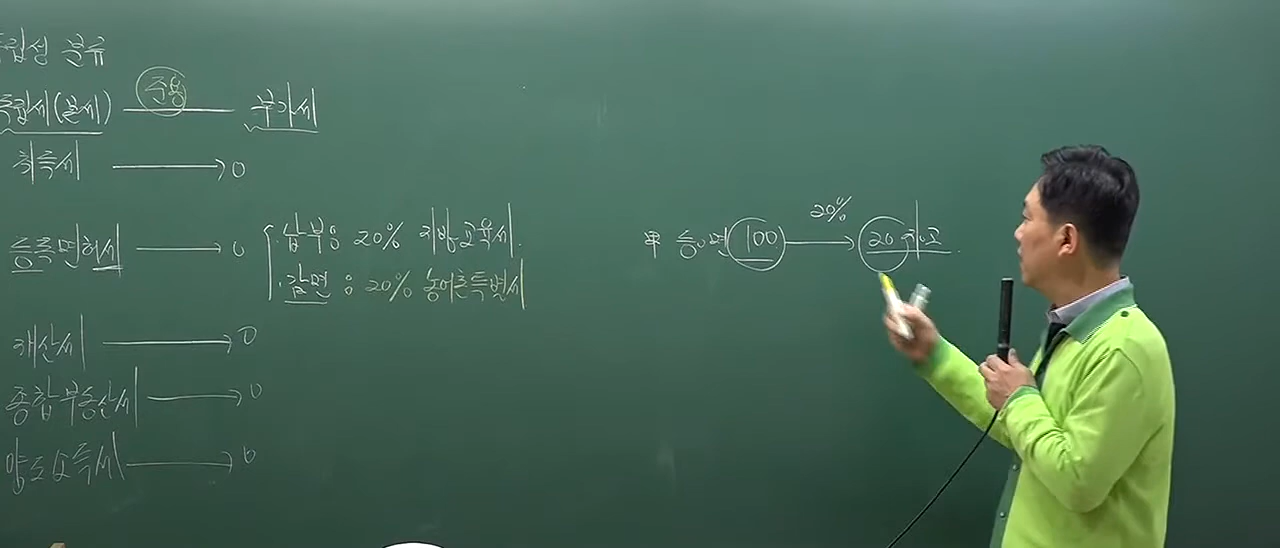 독립성 분류
독립세(본세) 준용 부가세
취득세 → 0
등록면허세 → 0
납부 : 20% 지방교육세
감면 : 20% 농어촌특별세
재산세 → 0
종합부동산세 → 0
양도소득세 → 0
등•면 100 20% → 20 지•교